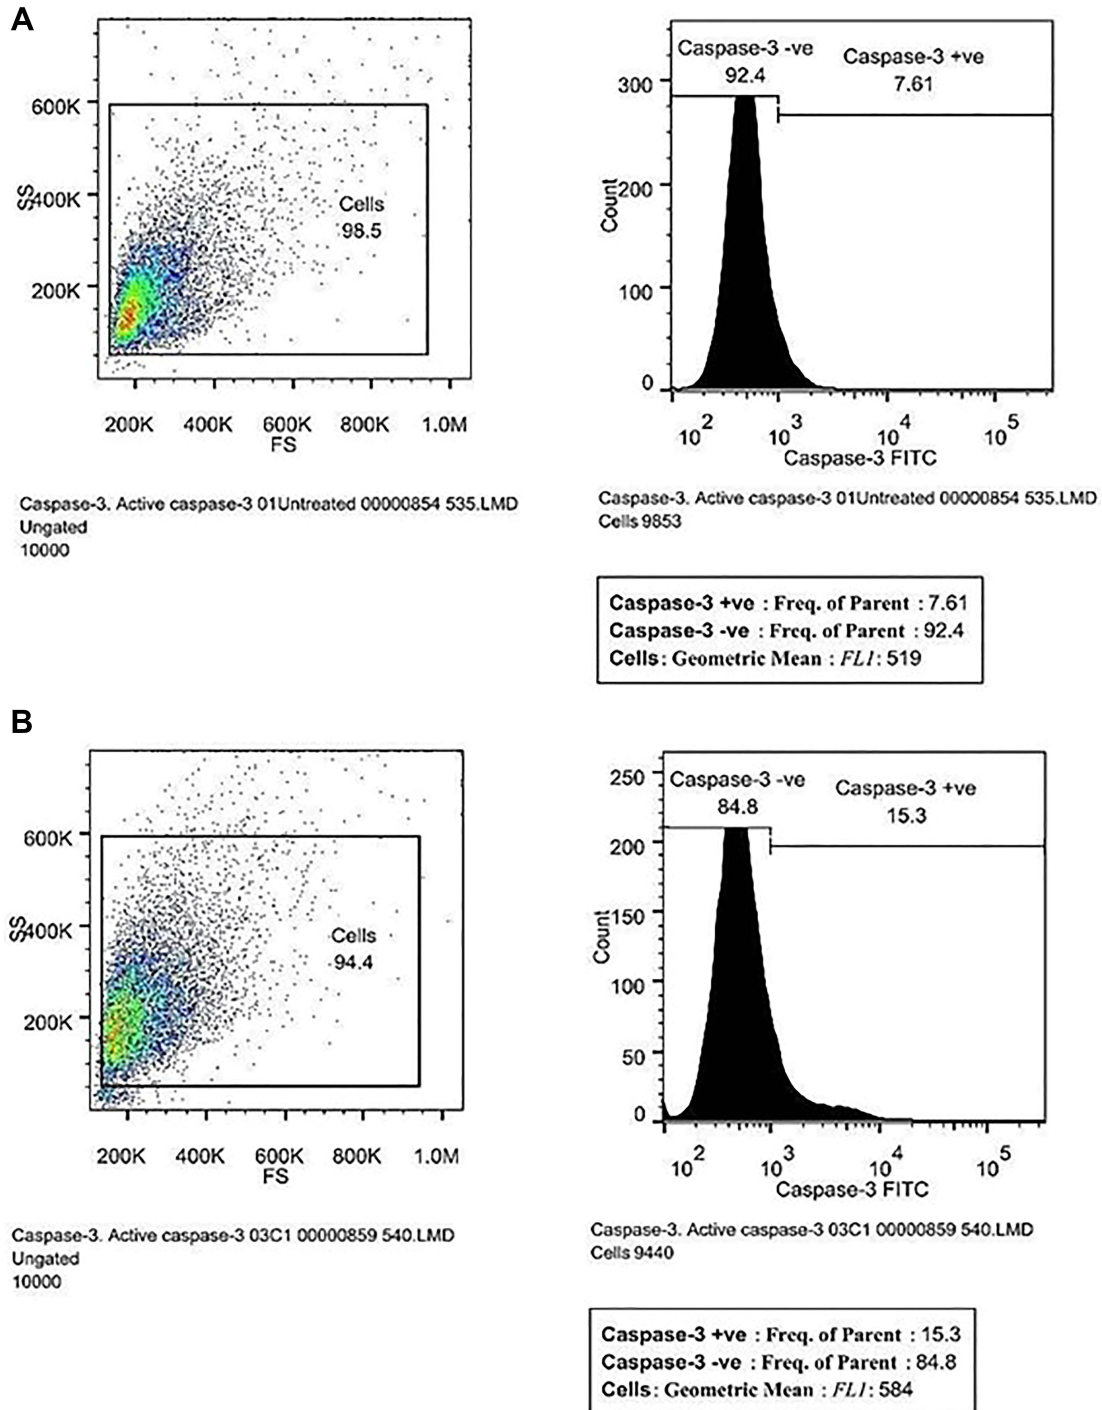 A
600K
SS
400K
200K
Cells
98.5
200K 400K 600K 800K 1.0M
FS
Caspase-3. Active caspase-3 01Untreated 00000854 535.LMD
Ungated
10000
Caspase-3 -ve
92.4
Caspase-3 +ve
7.61
300
200
100
0
Count
10^2 10^3 10^4 10^5
Caspase-3 FITC
Caspase-3. Active caspase-3 01Untreated 00000854 535.LMD
Cells 9853
Caspase-3 +ve : Freq. of Parent : 7.61
Caspase-3 -ve : Freq. of Parent : 92.4
Cells: Geometric Mean : FL1: 519
B
600K
SS
400K
200K
Cells
94.4
200K 400K 600K 800K 1.0M
FS
Caspase-3. Active caspase-3 03C1 00000859 540.LMD
Ungated
10000
Caspase-3 -ve
84.8
Caspase-3 +ve
15.3
250
200
150
100
50
0
Count
10^2 10^3 10^4 10^5
Caspase-3 FITC
Caspase-3. Active caspase-3 03C1 00000859 540.LMD
Cells 9440
Caspase-3 +ve : Freq. of Parent : 15.3
Caspase-3 -ve : Freq. of Parent : 84.8
Cells: Geometric Mean : FL1: 584